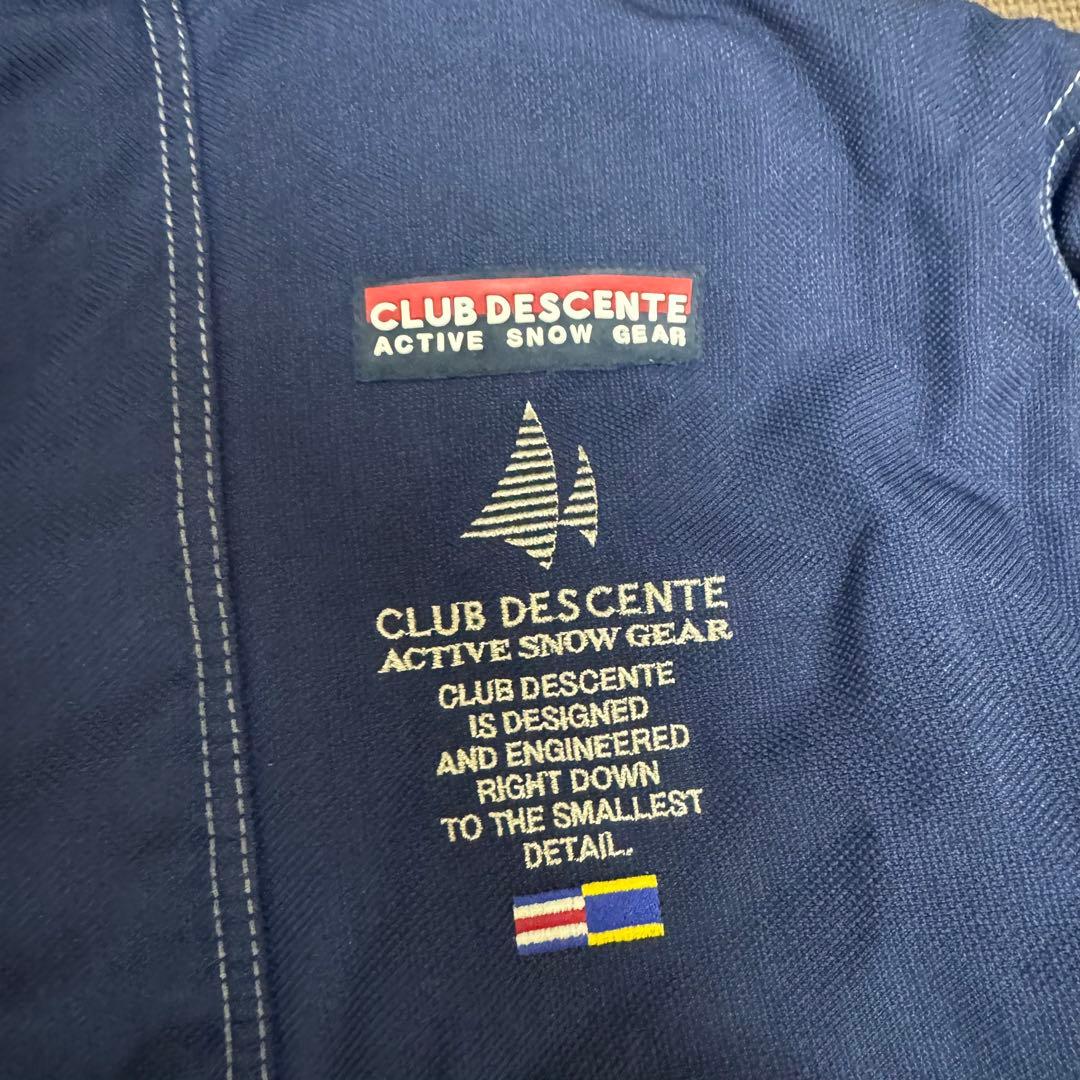 CLUB DESCENTE
ACTIVE SNOW GEAR
CLUB DESCENTE
ACTIVE SNOW GEAR
CLUB DESCENTE
IS DESIGNED
AND ENGINEERED
RIGHT DOWN
TO THE SMALLEST
DETAIL.